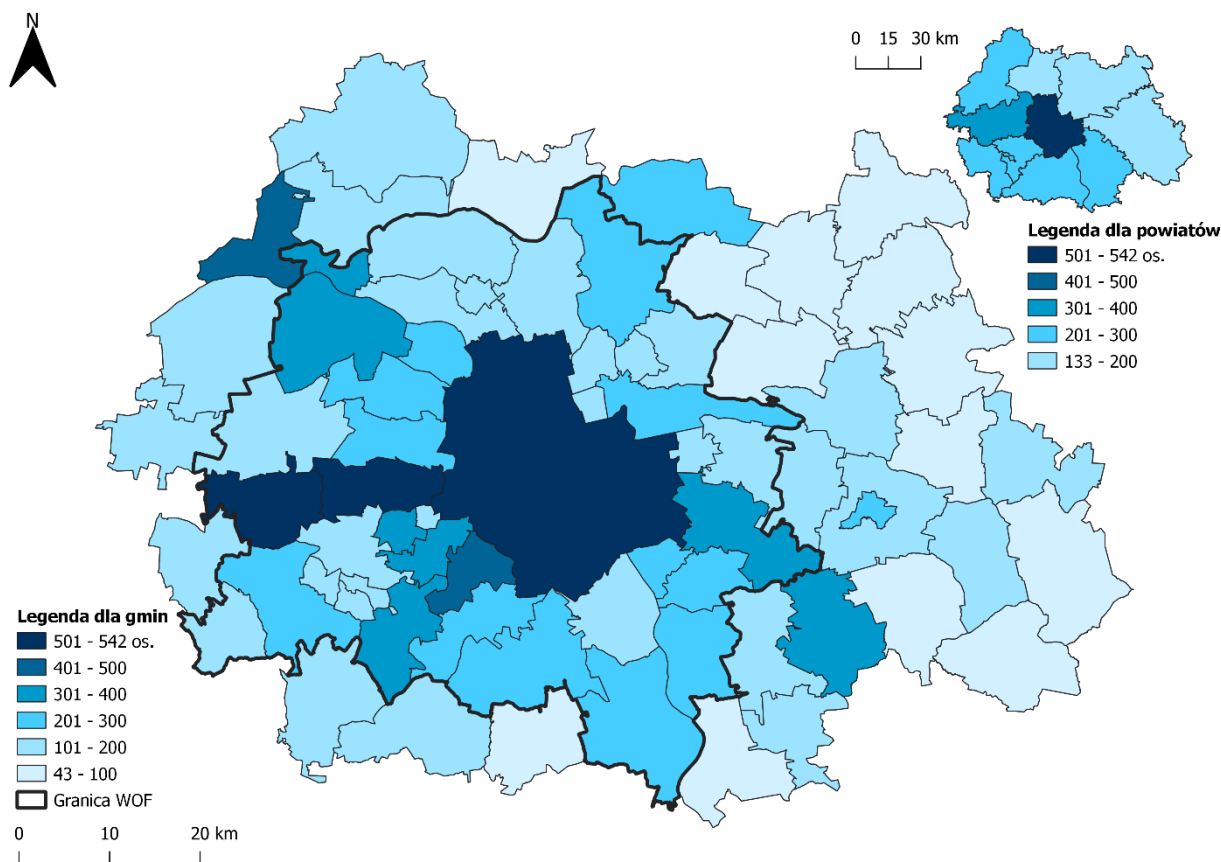 N
0 15 30 km
Legenda dla powiatów
501 - 542 os.
401 - 500
301 - 400
201 - 300
133 - 200
Legenda dla gmin
501 - 542 os.
401 - 500
301 - 400
201 - 300
101 - 200
43 - 100
Granica WOF
0 10 20 km